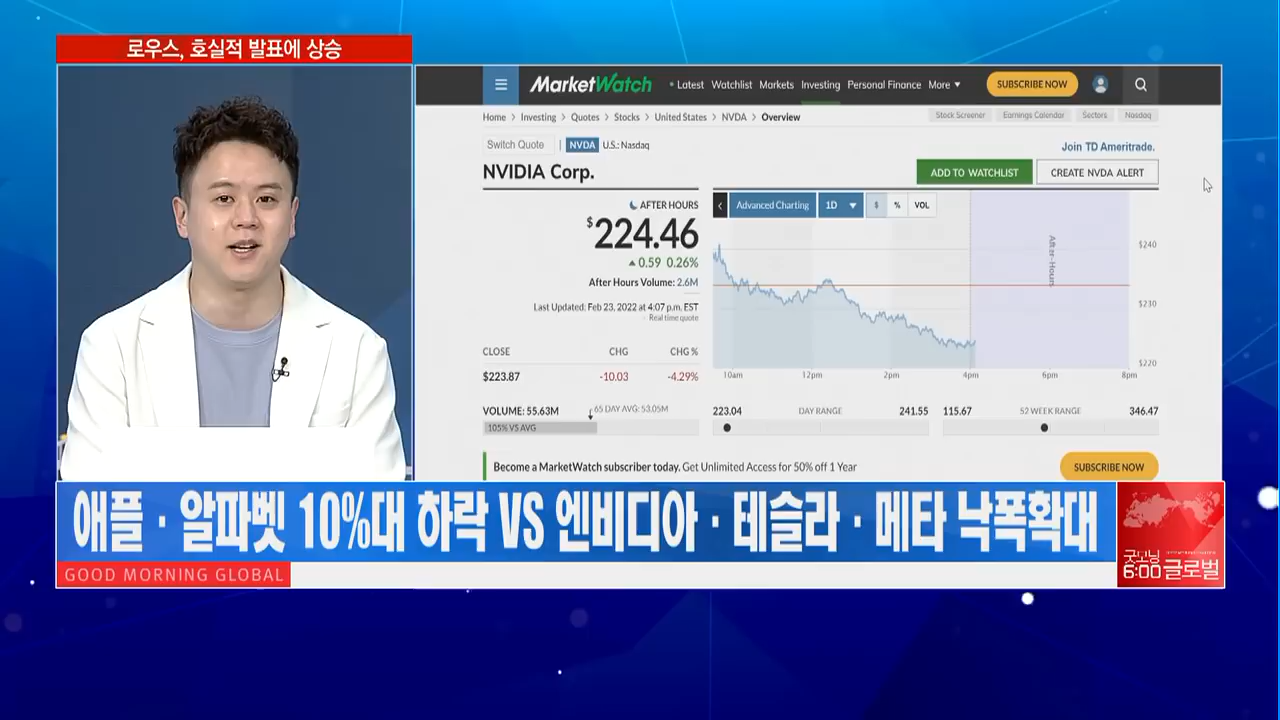 로우스, 호실적 발표에 상승
MarketWatch
Latest Watchlist Markets Investing Personal Finance More
SUBSCRIBE NOW
Home > Investing > Quotes > Stocks > United States > NVDA > Overview
Stock Screener Earnings Calendar Sectors Nasdaq
Switch Quote | NVDA U.S.: Nasdaq
Join TD Ameritrade.
NVIDIA Corp.
ADD TO WATCHLIST CREATE NVDA ALERT
AFTER HOURS
$224.46
0.59 0.26%
After Hours Volume: 2.6M
Last Updated: Feb 23, 2022 at 4:07 p.m. EST
Real time quote
CLOSE CHG CHG %
$223.87 -10.03 -4.29%
VOLUME: 55.63M 65 DAY AVG: 53.05M
105% VS AVG
Advanced Charting 1D $ % VOL
After-Hours
$240
$230
$220
10am 12pm 2pm 4pm 6pm 8pm
223.04 DAY RANGE 241.55
115.67 52 WEEK RANGE 346.47
Become a MarketWatch subscriber today. Get Unlimited Access for 50% off 1 Year
SUBSCRIBE NOW
애플·알파벳 10%대 하락 VS 엔비디아·테슬라·메타 낙폭확대
GOOD MORNING GLOBAL
굿모닝
6:00 글로벌